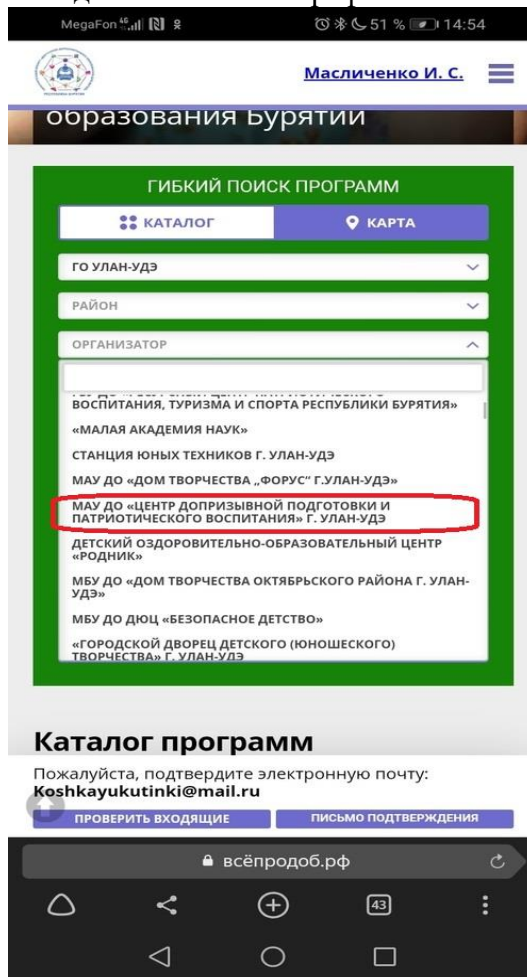 MegaFon 51 % 14:54
Масличенко И. С.
образования Бурятии
ГИБКИЙ ПОИСК ПРОГРАММ
КАТАЛОГ КАРТА
ГО УЛАН-УДЭ
РАЙОН
ОРГАНИЗАТОР
ВОСПИТАНИЯ, ТУРИЗМА И СПОРТА РЕСПУБЛИКИ БУРЯТИЯ»
«МАЛАЯ АКАДЕМИЯ НАУК»
СТАНЦИЯ ЮНЫХ ТЕХНИКОВ Г. УЛАН-УДЭ
МАУ ДО «ДОМ ТВОРЧЕСТВА „ФОРУС“ Г.УЛАН-УДЭ»
МАУ ДО «ЦЕНТР ДОПРИЗЫВНОЙ ПОДГОТОВКИ И
ПАТРИОТИЧЕСКОГО ВОСПИТАНИЯ» Г. УЛАН-УДЭ
ДЕТСКИЙ ОЗДОРОВИТЕЛЬНО-ОБРАЗОВАТЕЛЬНЫЙ ЦЕНТР
«РОДНИК»
МБУ ДО «ДОМ ТВОРЧЕСТВА ОКТЯБРЬСКОГО РАЙОНА Г. УЛАН-
УДЭ»
МБУ ДО ДЮЦ «БЕЗОПАСНОЕ ДЕТСТВО»
«ГОРОДСКОЙ ДВОРЕЦ ДЕТСКОГО (ЮНОШЕСКОГО)
ТВОРЧЕСТВА» Г. УЛАН-УДЭ
Каталог программ
Пожалуйста, подтвердите электронную почту:
Koshkayukutinki@mail.ru
ПРОВЕРИТЬ ВХОДЯЩИЕ ПИСЬМО ПОДТВЕРЖДЕНИЯ
всёпродоб.рф
43